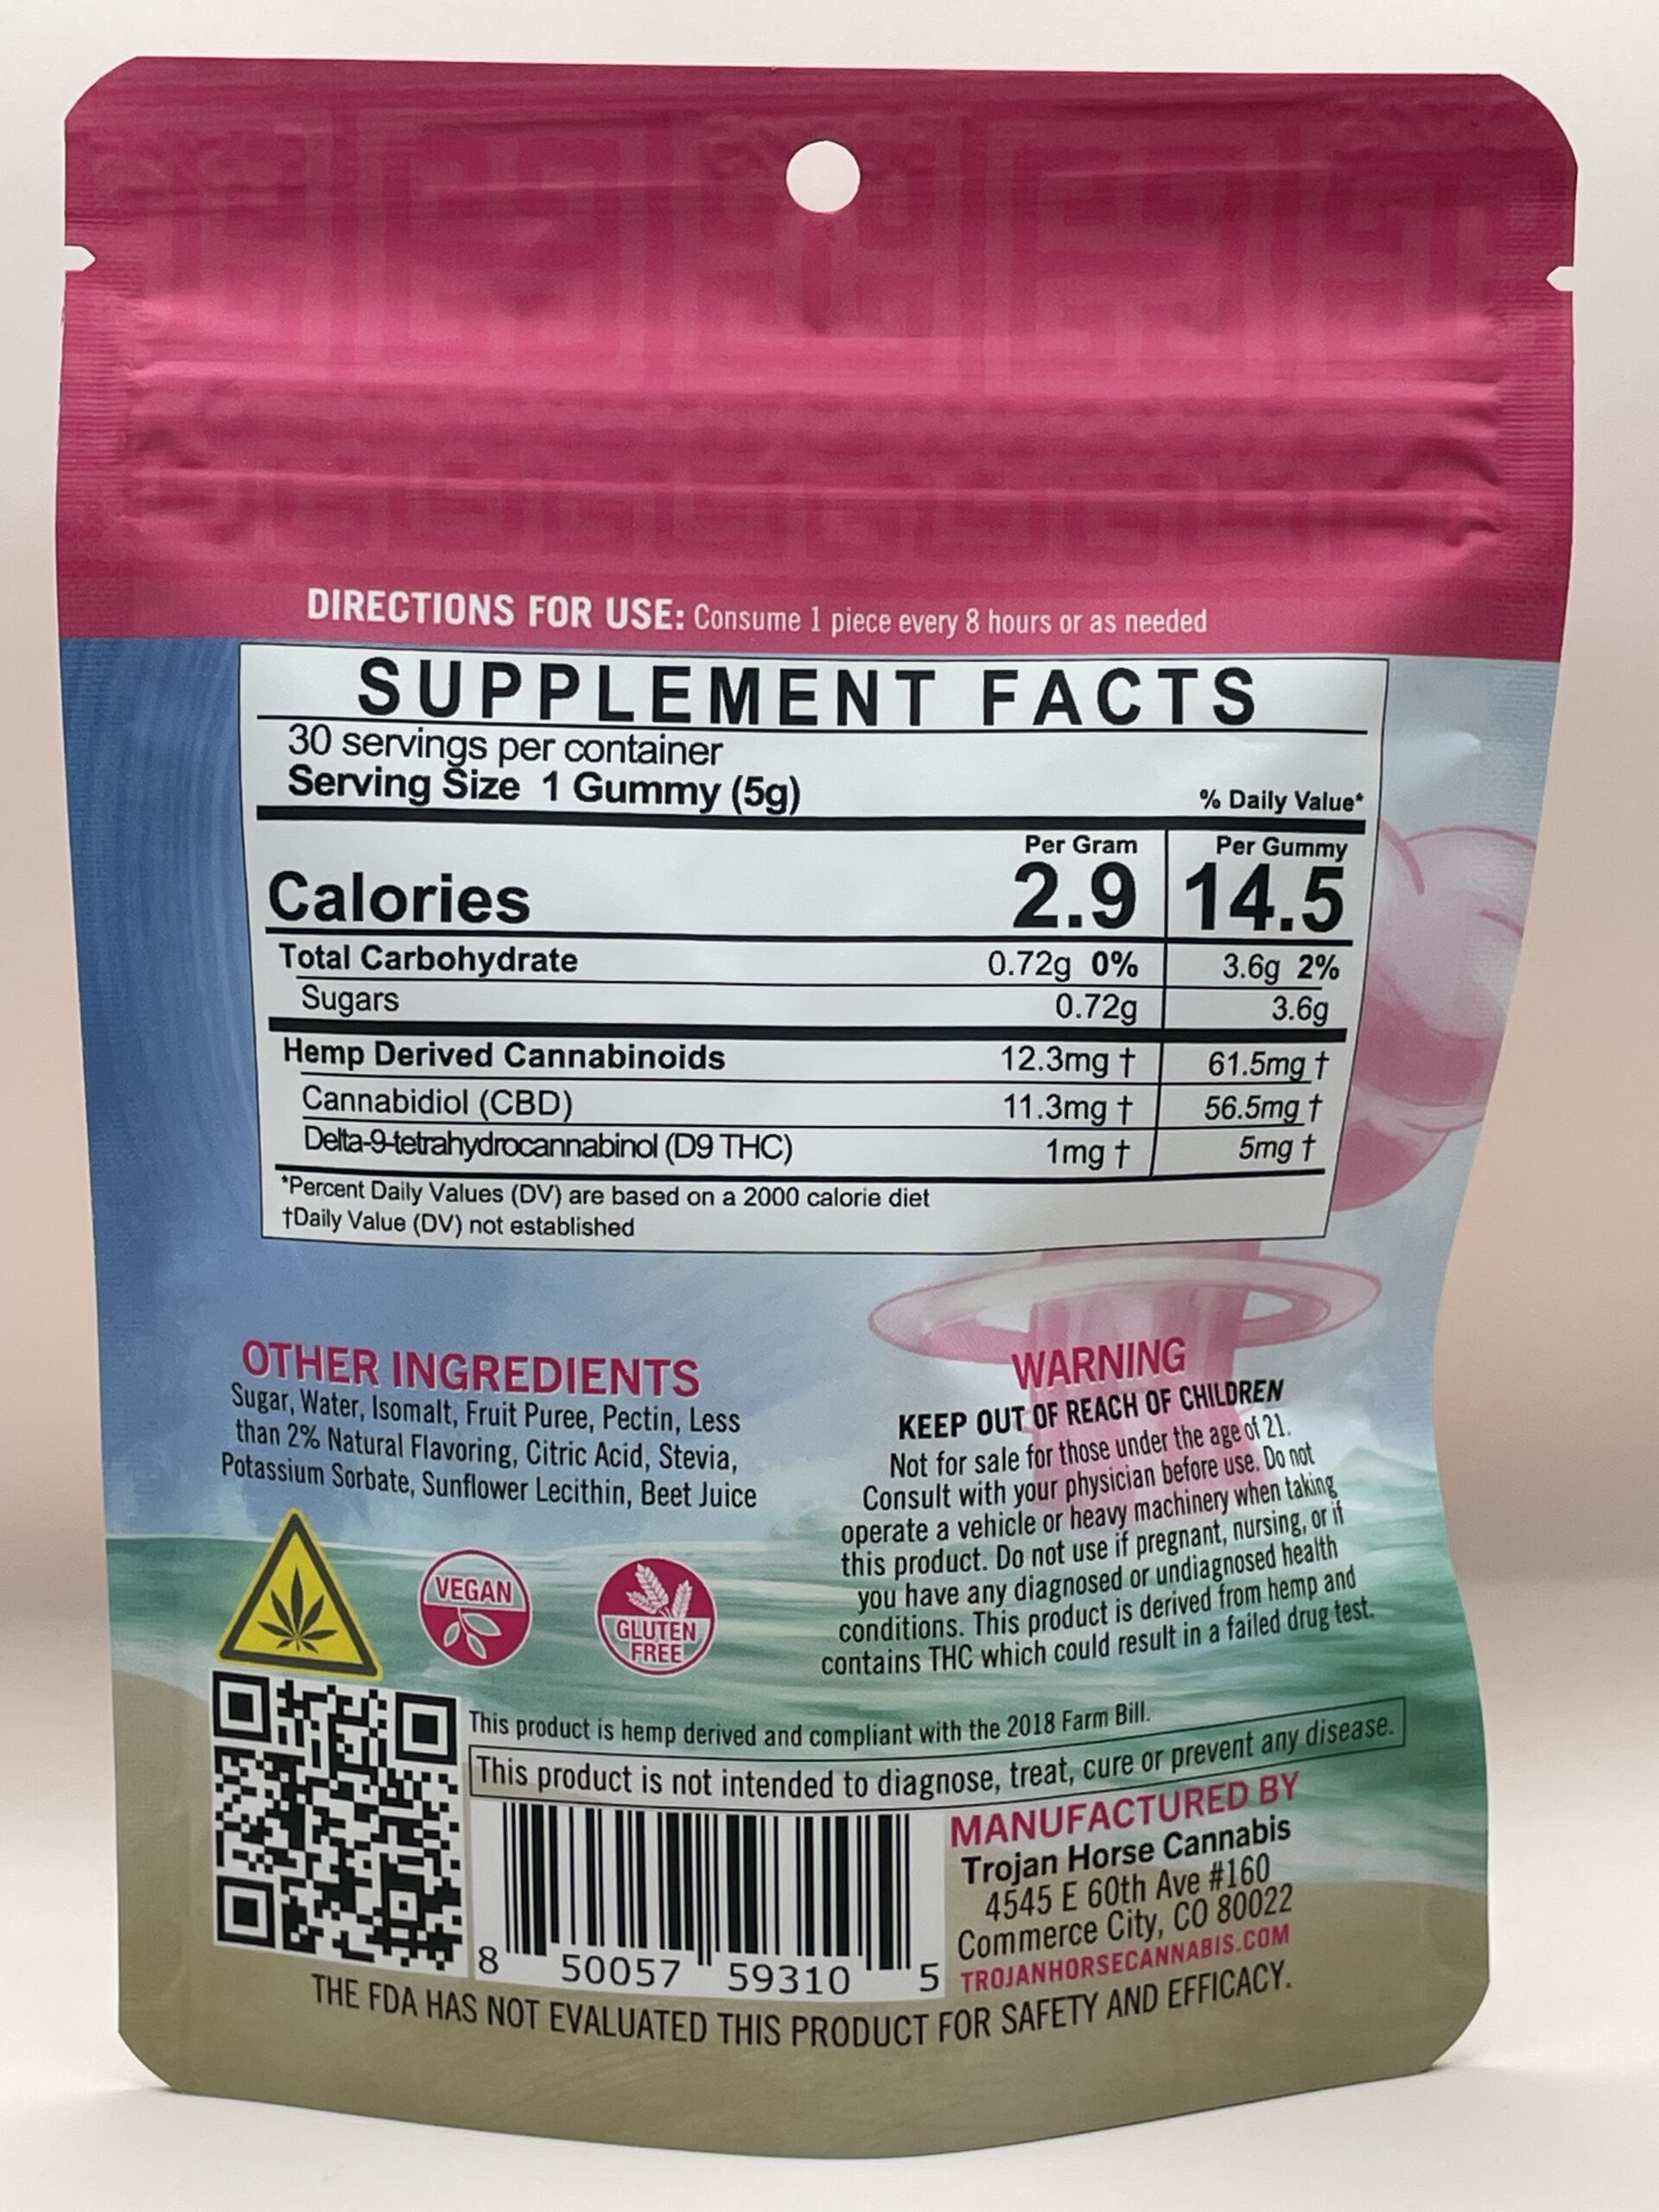 DIRECTIONS FOR USE: Consume 1 piece every 8 hours or as needed
SUPPLEMENT FACTS
30 servings per container
Serving Size 1 Gummy (5g)
% Daily Value*
Per Gram Per Gummy
Calories 2.9 14.5
Total Carbohydrate 0.72g 0% 3.6g 2%
Sugars 0.72g 3.6g
Hemp Derived Cannabinoids 12.3mg † 61.5mg †
Cannabidiol (CBD) 11.3mg † 56.5mg †
Delta-9-tetrahydrocannabinol (D9 THC) 1mg † 5mg †
*Percent Daily Values (DV) are based on a 2000 calorie diet
†Daily Value (DV) not established
OTHER INGREDIENTS
Sugar, Water, Isomalt, Fruit Puree, Pectin, Less
than 2% Natural Flavoring, Citric Acid, Stevia,
Potassium Sorbate, Sunflower Lecithin, Beet Juice
WARNING
KEEP OUT OF REACH OF CHILDREN
Not for sale for those under the age of 21.
Consult with your physician before use. Do not
operate a vehicle or heavy machinery when taking
this product. Do not use if pregnant, nursing, or if
you have any diagnosed or undiagnosed health
conditions. This product is derived from hemp and
contains THC which could result in a failed drug test.
VEGAN
GLUTEN
FREE
This product is hemp derived and compliant with the 2018 Farm Bill.
This product is not intended to diagnose, treat, cure or prevent any disease.
8 50057 59310 5
MANUFACTURED BY
Trojan Horse Cannabis
4545 E 60th Ave #160
Commerce City, CO 80022
TROJANHORSECANNABIS.COM
THE FDA HAS NOT EVALUATED THIS PRODUCT FOR SAFETY AND EFFICACY.